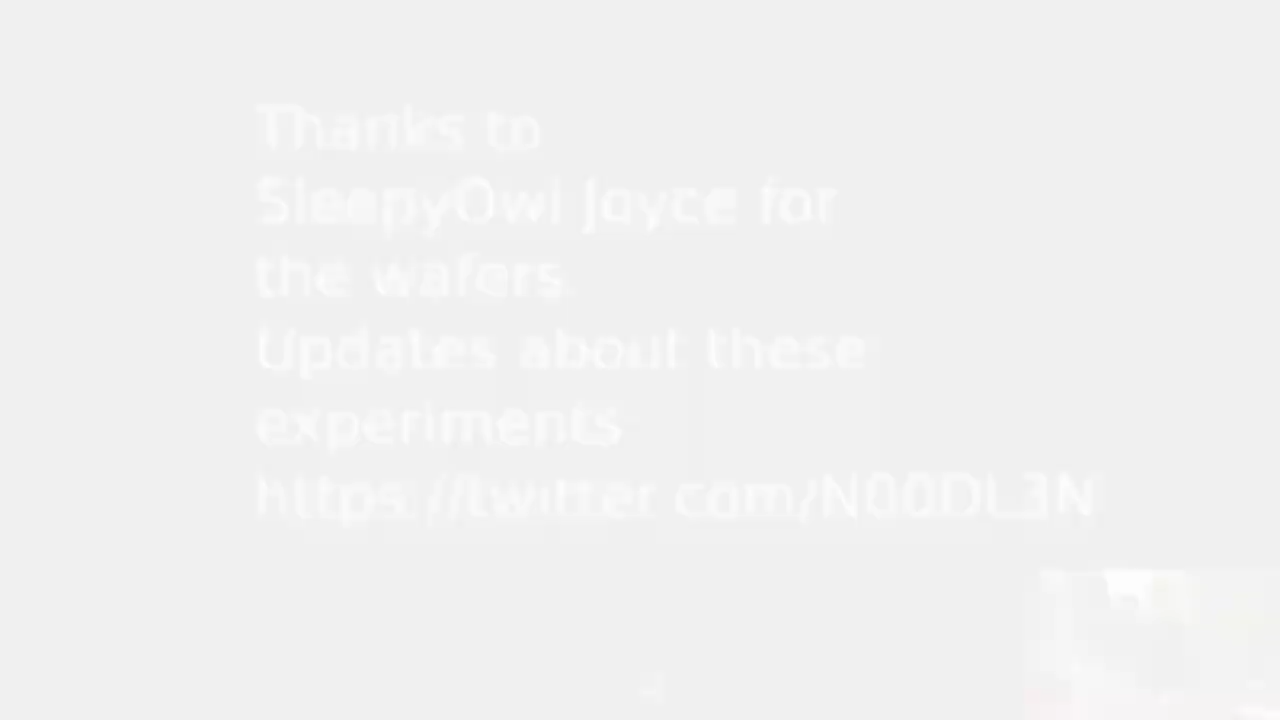 Thanks to
SleepyOwl Joyce for
the wafers.
Updates about these
experiments
https://twitter.com/N00DL3N